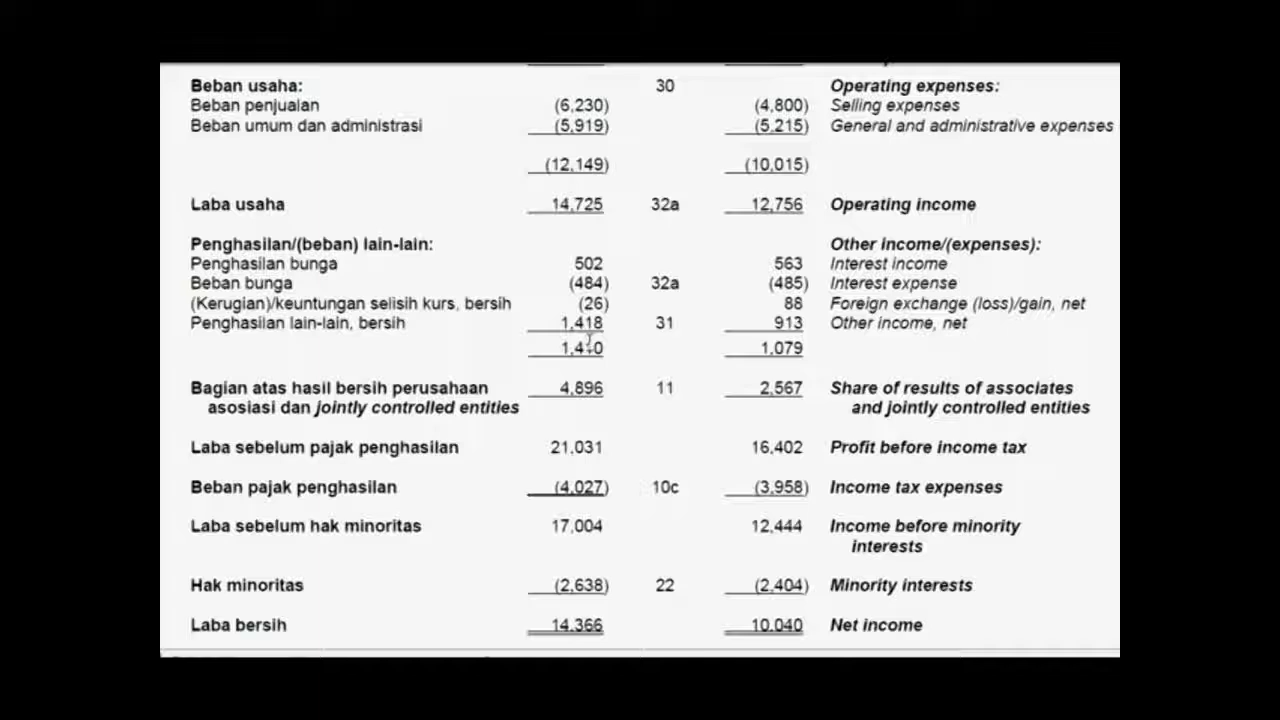 Beban usaha: 30 Operating expenses:
Beban penjualan (6,230) (4,800) Selling expenses
Beban umum dan administrasi (5,919) (5,215) General and administrative expenses
(12,149) (10,015)
Laba usaha 14,725 32a 12,756 Operating income
Penghasilan/(beban) lain-lain: Other income/(expenses):
Penghasilan bunga 502 563 Interest income
Beban bunga (484) 32a (485) Interest expense
(Kerugian)/keuntungan selisih kurs, bersih (26) 88 Foreign exchange (loss)/gain, net
Penghasilan lain-lain, bersih 1,418 31 913 Other income, net
1,410 1,079
Bagian atas hasil bersih perusahaan 4,896 11 2,567 Share of results of associates
asosiasi dan jointly controlled entities and jointly controlled entities
Laba sebelum pajak penghasilan 21,031 16,402 Profit before income tax
Beban pajak penghasilan (4,027) 10c (3,958) Income tax expenses
Laba sebelum hak minoritas 17,004 12,444 Income before minority
interests
Hak minoritas (2,638) 22 (2,404) Minority interests
Laba bersih 14,366 10,040 Net income